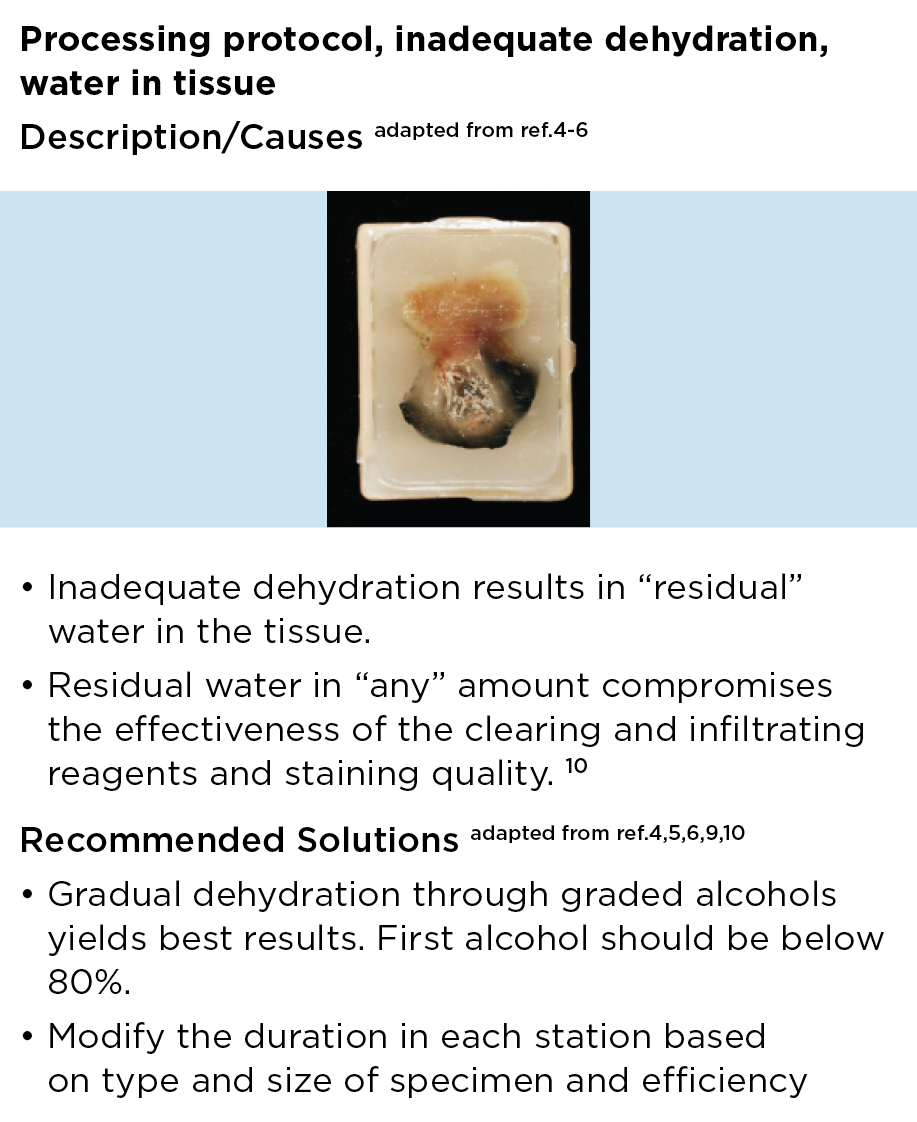 Processing protocol, inadequate dehydration,
water in tissue
Description/Causes adapted from ref.4-6
• Inadequate dehydration results in “residual”
water in the tissue.
• Residual water in “any” amount compromises
the effectiveness of the clearing and infiltrating
reagents and staining quality. 10
Recommended Solutions adapted from ref.4,5,6,9,10
• Gradual dehydration through graded alcohols
yields best results. First alcohol should be below
80%.
• Modify the duration in each station based
on type and size of specimen and efficiency